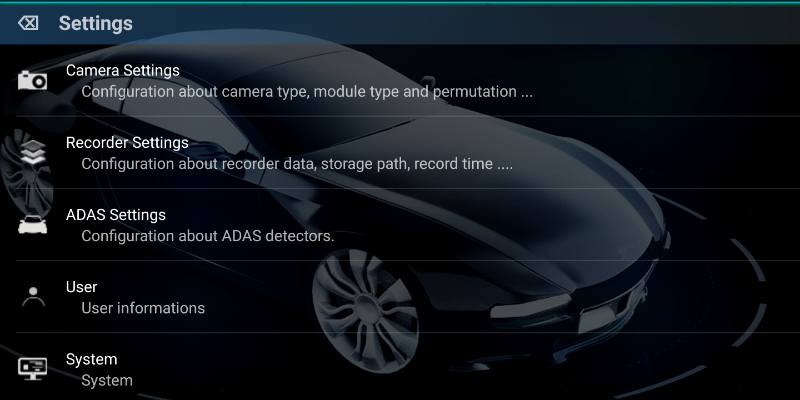 Settings
Camera Settings
Configuration about camera type, module type and permutation ...
Recorder Settings
Configuration about recorder data, storage path, record time ....
ADAS Settings
Configuration about ADAS detectors.
User
User informations
System
System